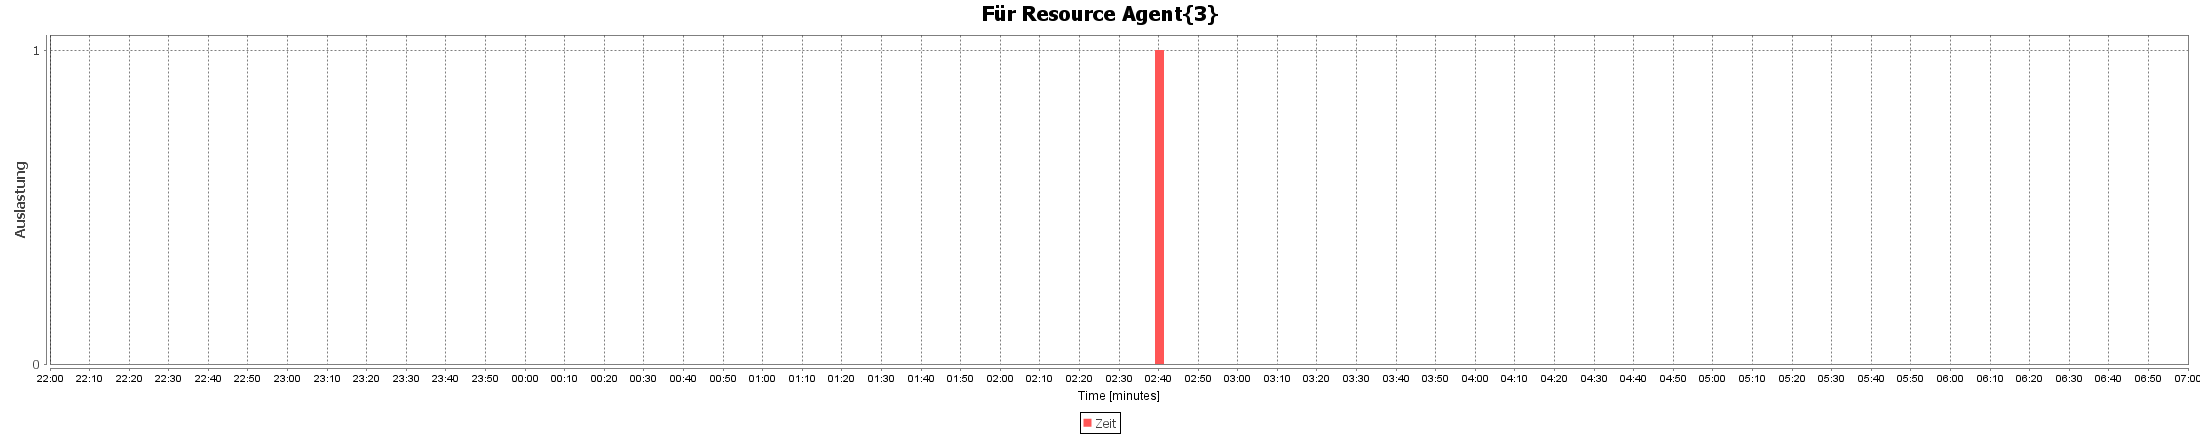 Für Resource Agent{3}
Auslastung
1
0
22:00 22:10 22:20 22:30 22:40 22:50 23:00 23:10 23:20 23:30 23:40 23:50 00:00 00:10 00:20 00:30 00:40 00:50 01:00 01:10 01:20 01:30 01:40 01:50 02:00 02:10 02:20 02:30 02:40 02:50 03:00 03:10 03:20 03:30 03:40 03:50 04:00 04:10 04:20 04:30 04:40 04:50 05:00 05:10 05:20 05:30 05:40 05:50 06:00 06:10 06:20 06:30 06:40 06:50 07:00
Time [minutes]
Zeit